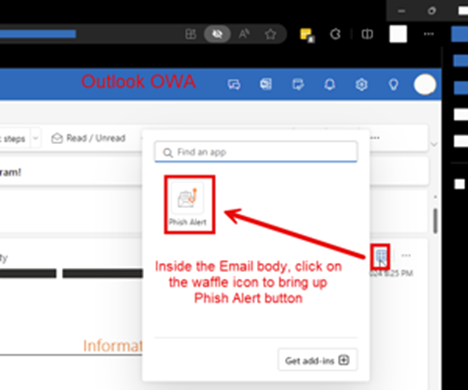 Outlook OWA
steps
Read / Unread
ram!
Find an app
Phish Alert
Inside the Email body, click on
the waffle icon to bring up
Phish Alert button
024 5:25 PM
Informat
Get add-ins